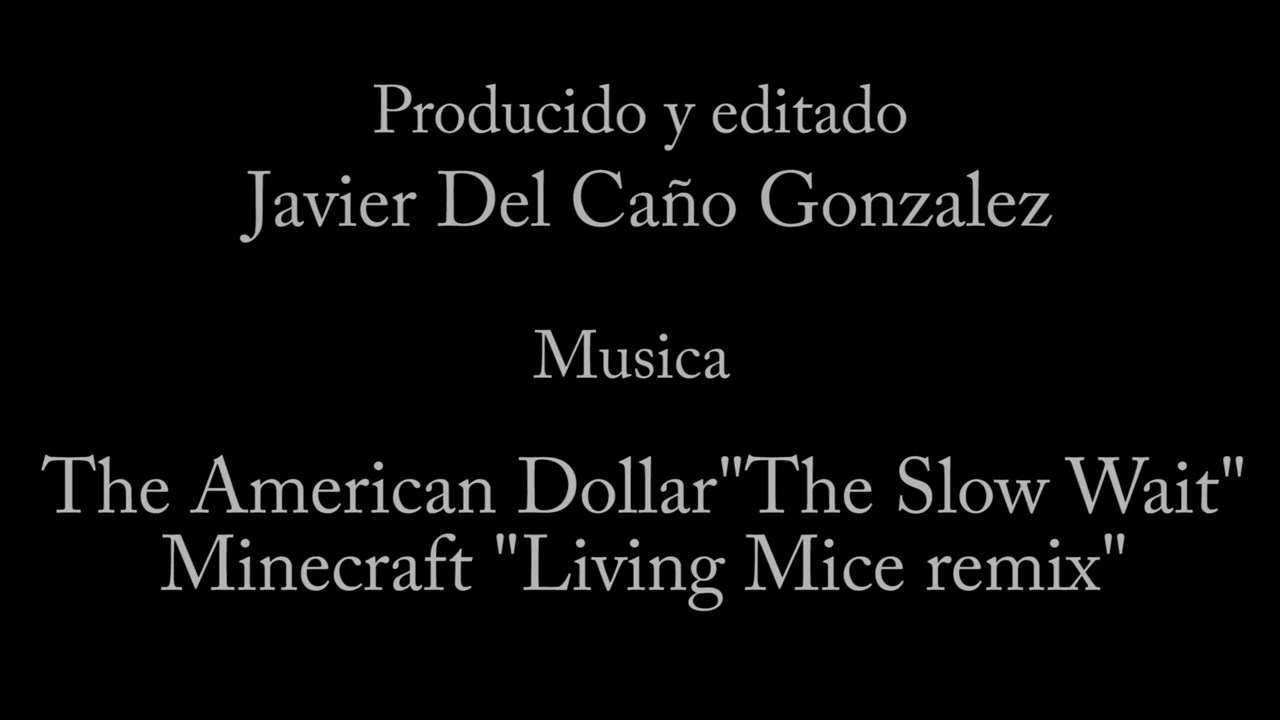 Producido y editado
Javier Del Caño Gonzalez
Musica
The American Dollar"The Slow Wait"
Minecraft "Living Mice remix"